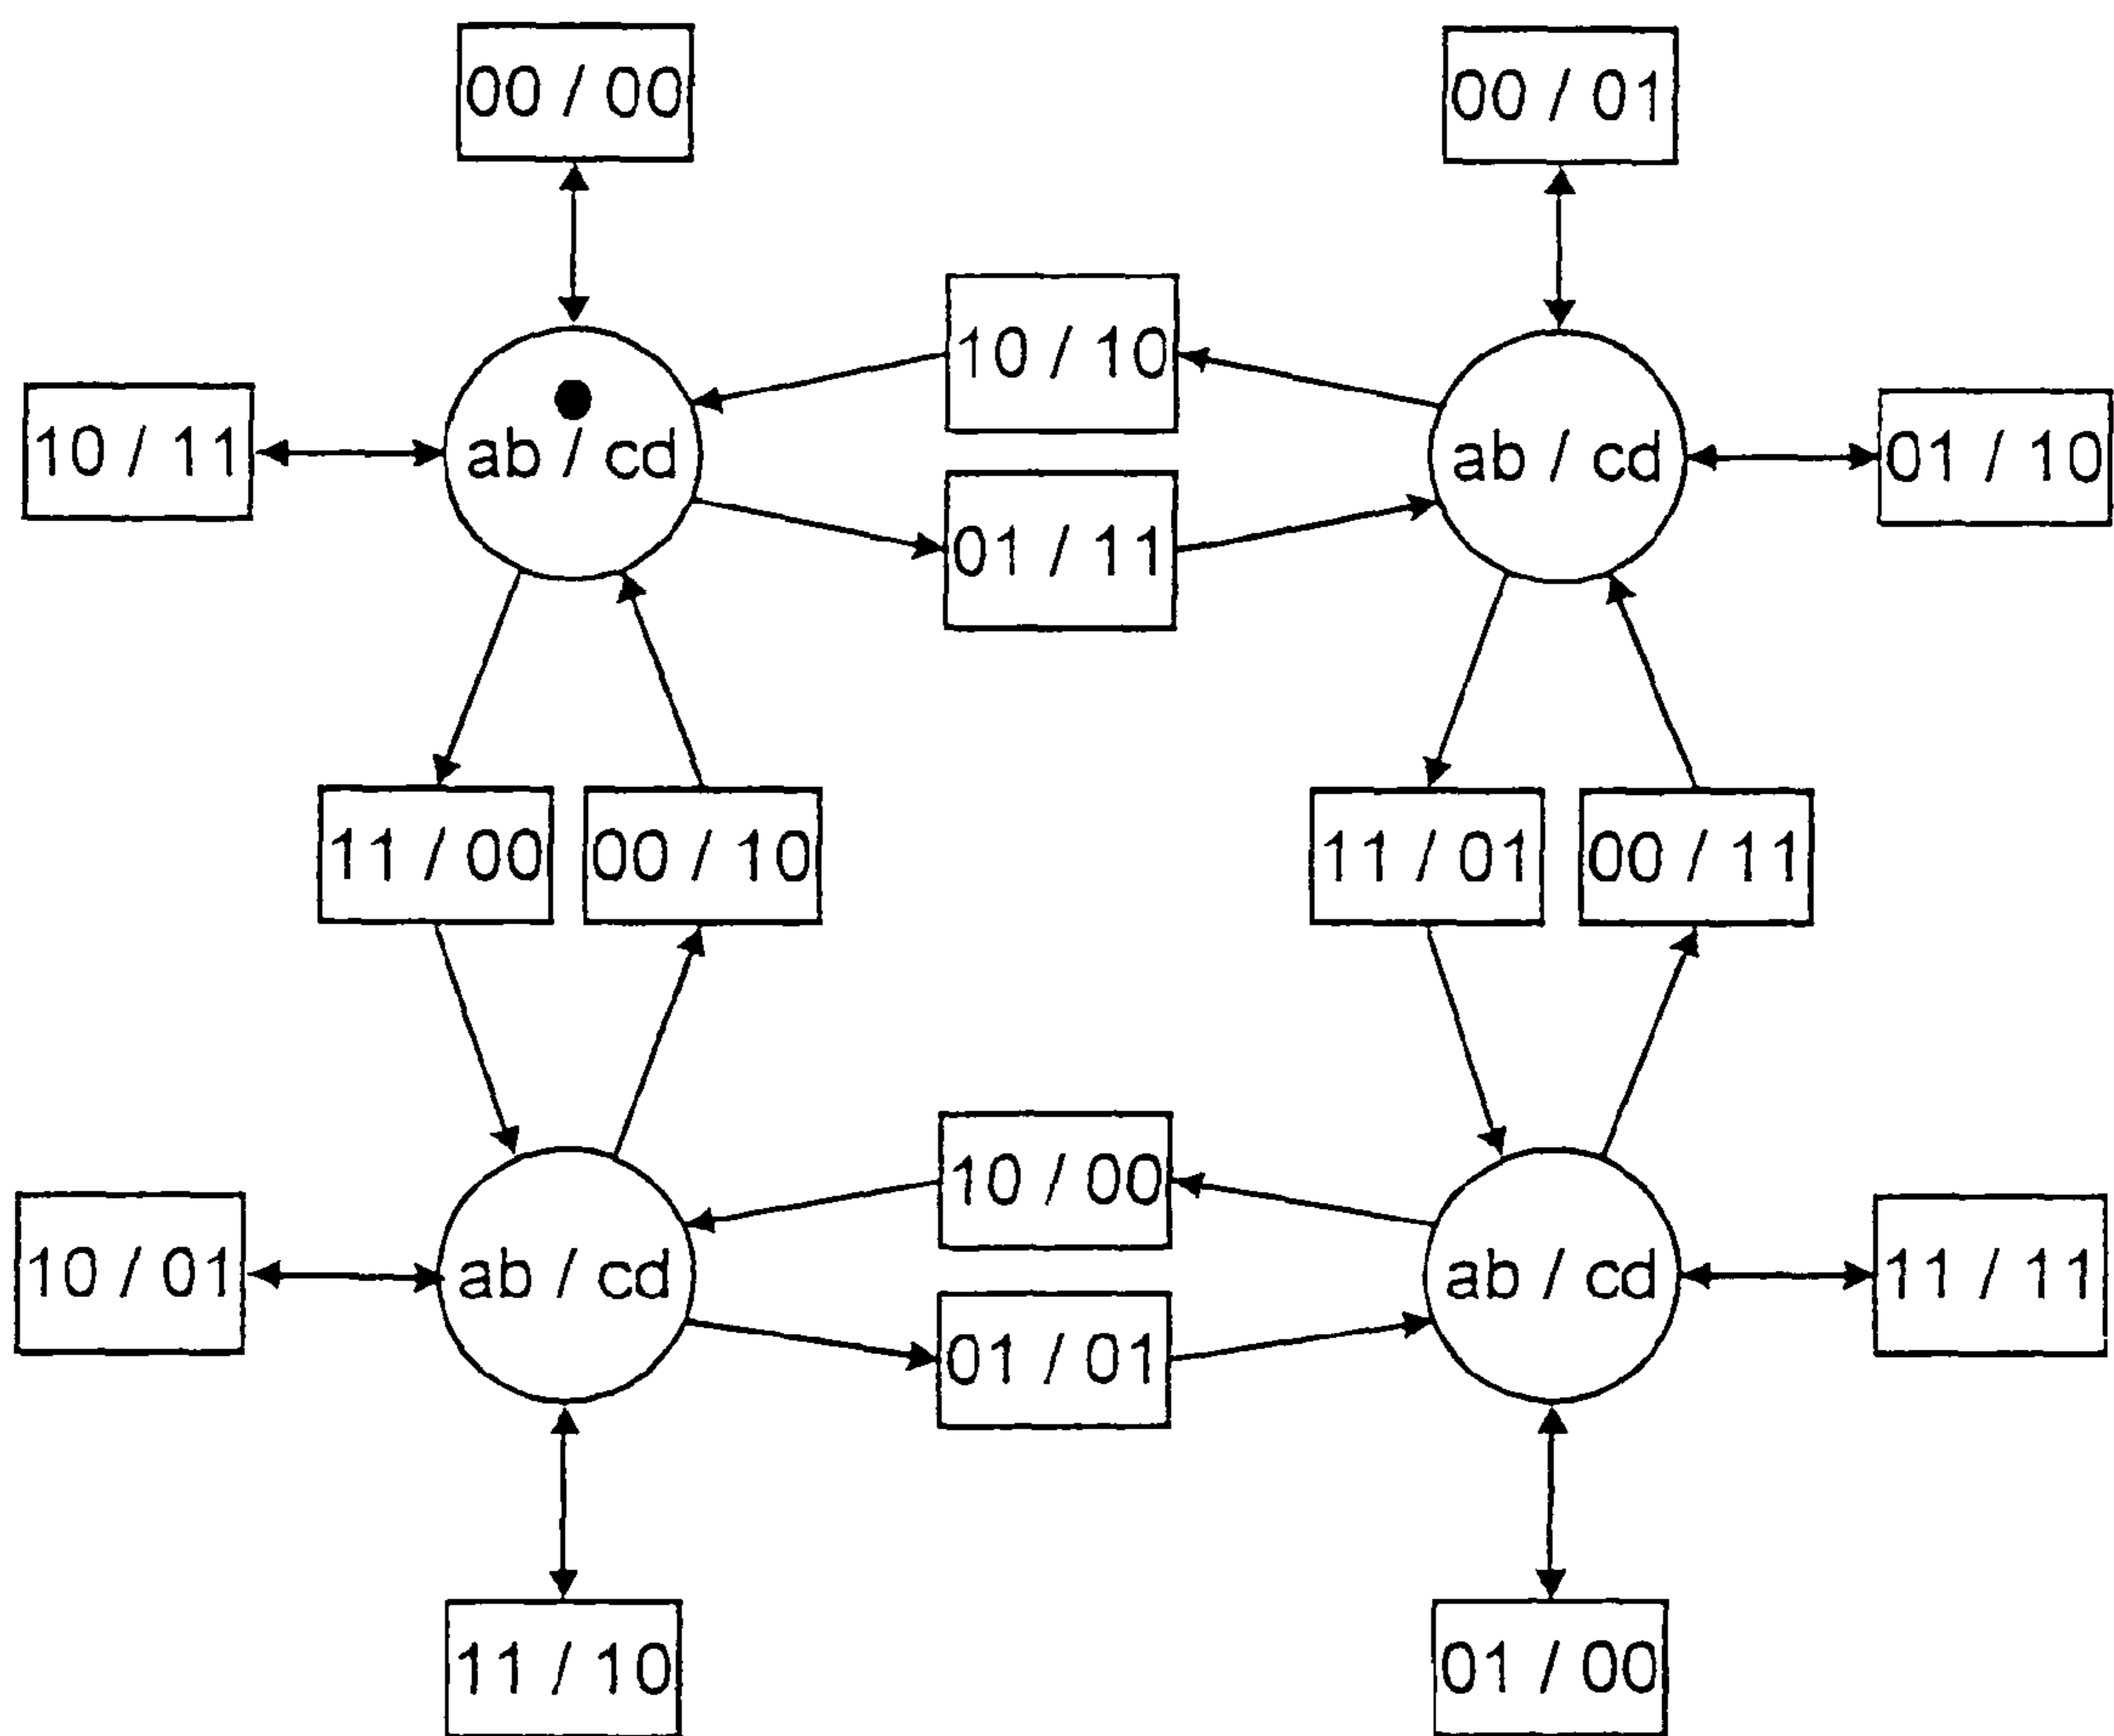 00 / 00
00 / 01
10 / 10
10 / 11
ab / cd
ab / cd
01 / 10
01 / 11
11 / 00
00 / 10
11 / 01
00 / 11
10 / 00
10 / 01
ab / cd
ab / cd
11 / 11
01 / 01
11 / 10
01 / 00